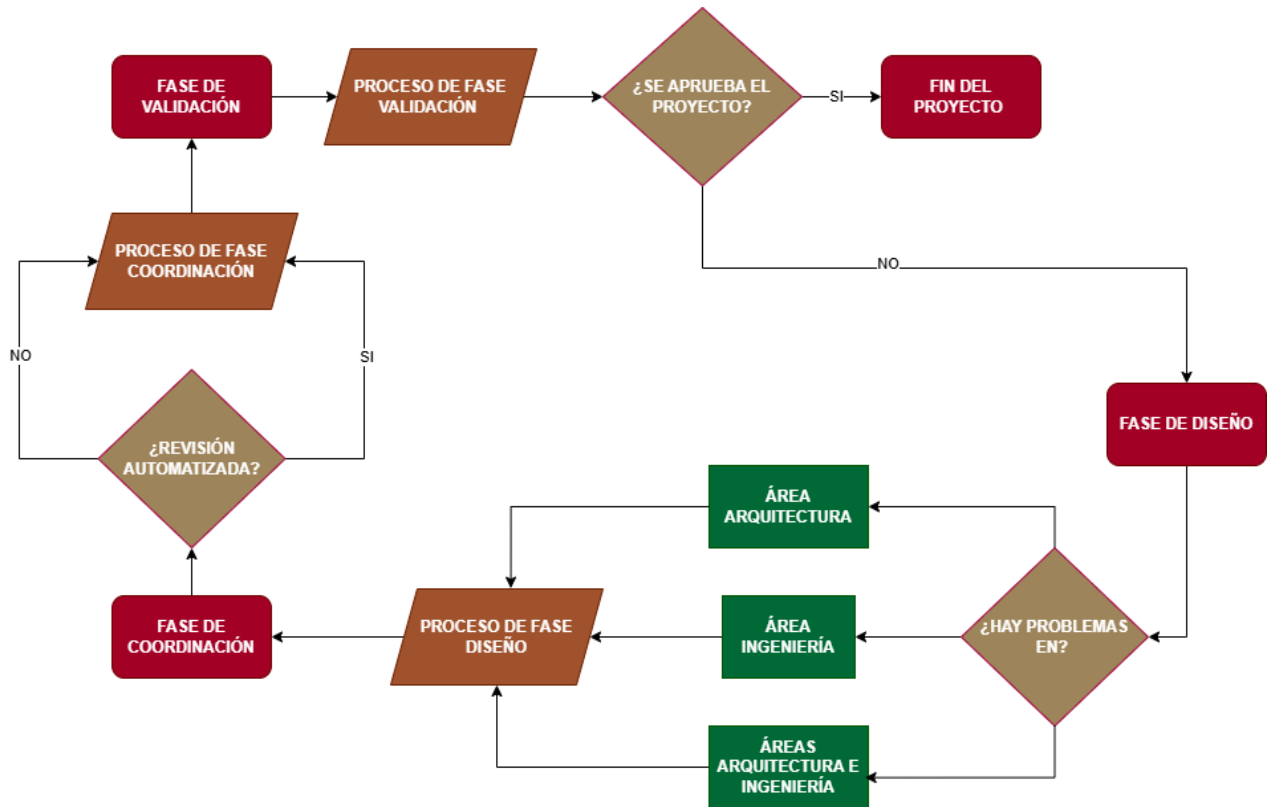 FASE DE
VALIDACIÓN
PROCESO DE FASE
VALIDACIÓN
¿SE APRUEBA EL
PROYECTO?
SI
FIN DEL
PROYECTO
PROCESO DE FASE
COORDINACIÓN
NO
NO
SI
FASE DE DISEÑO
¿REVISIÓN
AUTOMATIZADA?
ÁREA
ARQUITECTURA
FASE DE
COORDINACIÓN
PROCESO DE FASE
DISEÑO
ÁREA
INGENIERÍA
¿HAY PROBLEMAS
EN?
ÁREAS
ARQUITECTURA E
INGENIERÍA